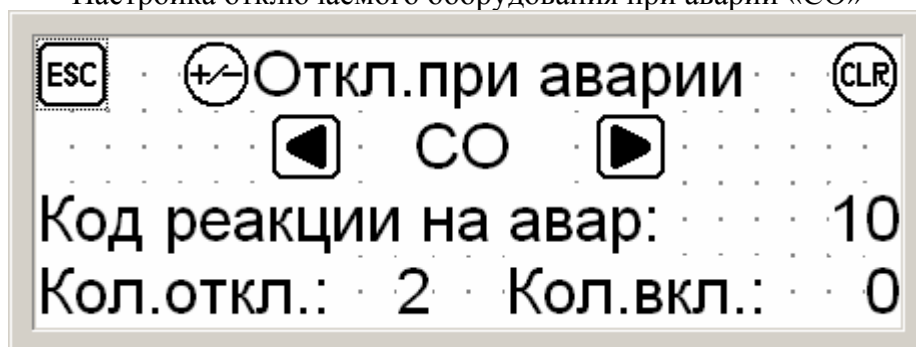 Настройка отключаемого оборудования при аварии «СО»
ESC +/- Откл.при аварии CLR
СО
Код реакции на авар: 10
Кол.откл.: 2 Кол.вкл.: 0